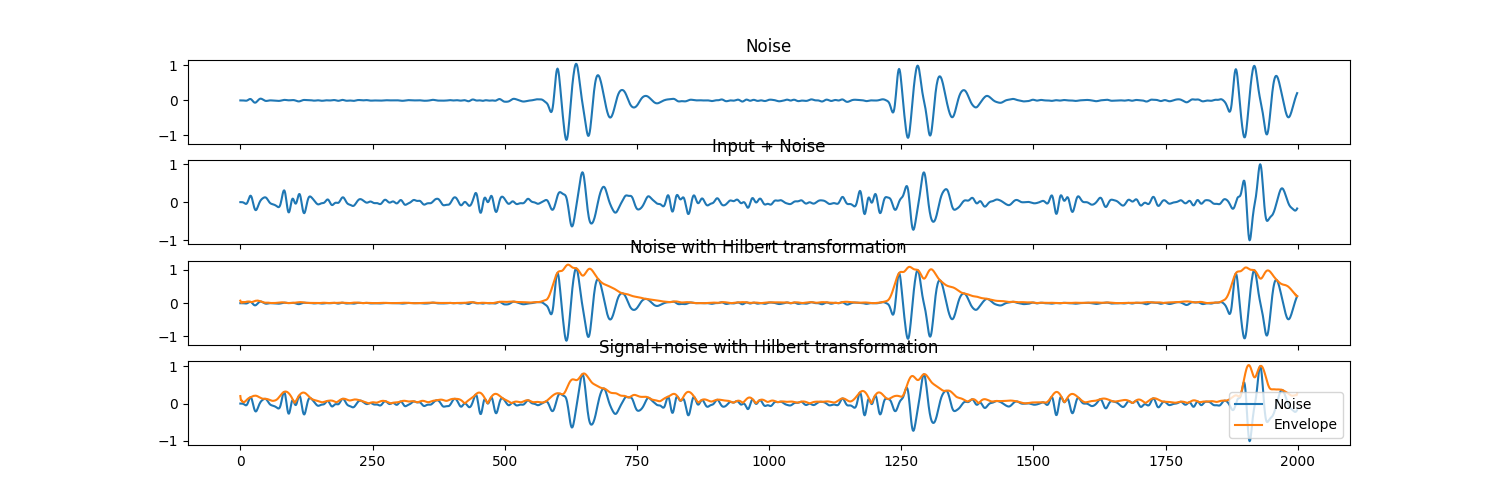 Noise
1
0
−1
Input + Noise
1
0
−1
Noise with Hilbert transformation
1
0
−1
Signal+noise with Hilbert transformation
1
0
−1
Noise
Envelope
0 250 500 750 1000 1250 1500 1750 2000